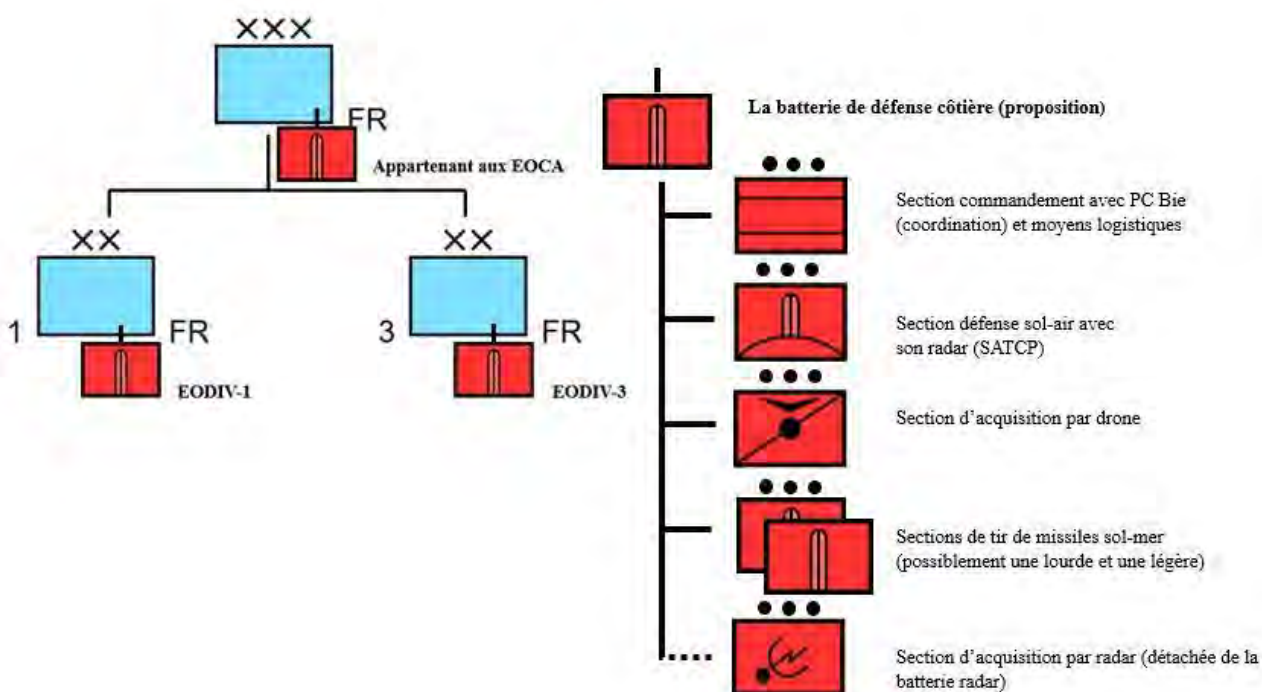 XXX
FR
Appartenant aux EOCA
XX
XX
1
FR
EODIV-1
3
FR
EODIV-3
La batterie de défense côtière (proposition)
Section commandement avec PC Bie
(coordination) et moyens logistiques
Section défense sol-air avec
son radar (SATCP)
Section d’acquisition par drone
Sections de tir de missiles sol-mer
(possiblement une lourde et une légère)
Section d’acquisition par radar (détachée de la
batterie radar)